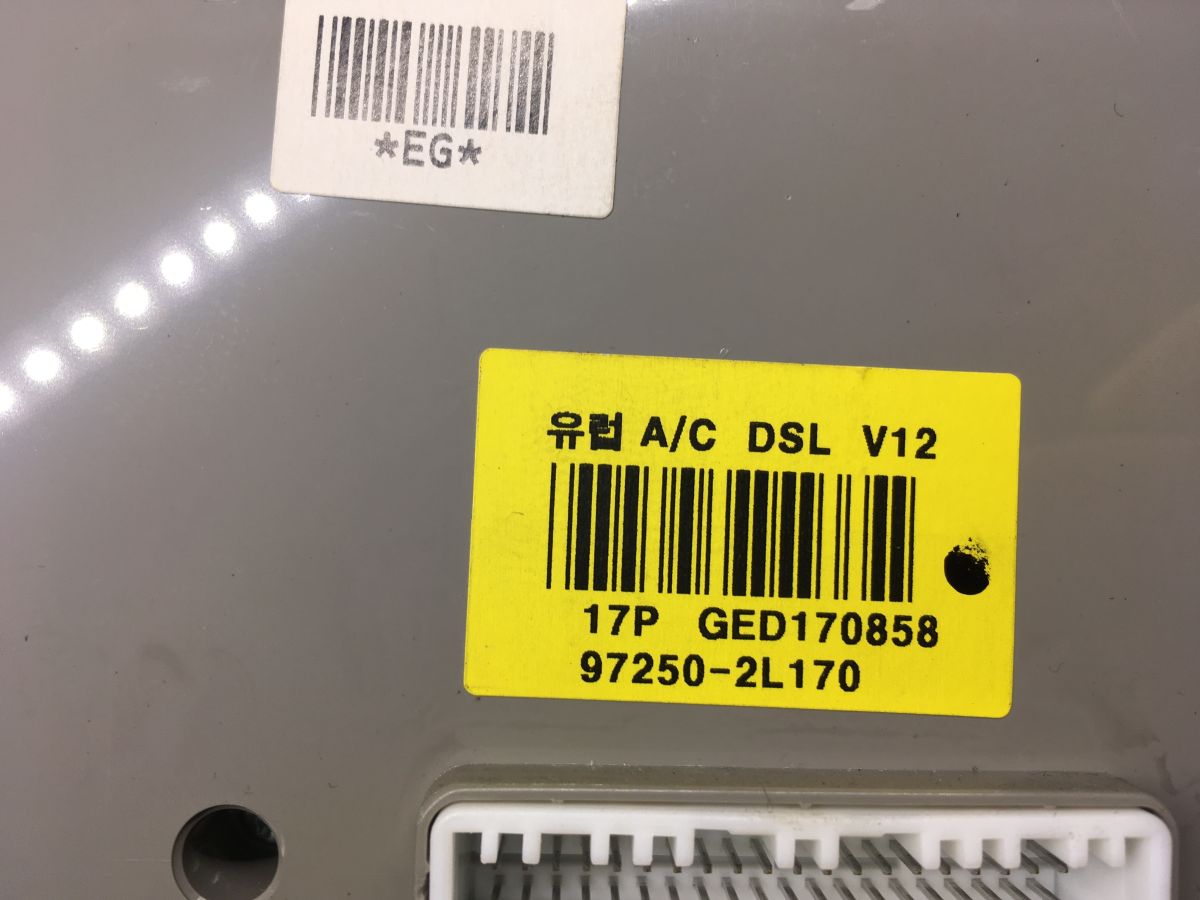 *EG*
유럽 A/C DSL V12
17P GED170858
97250-2L170